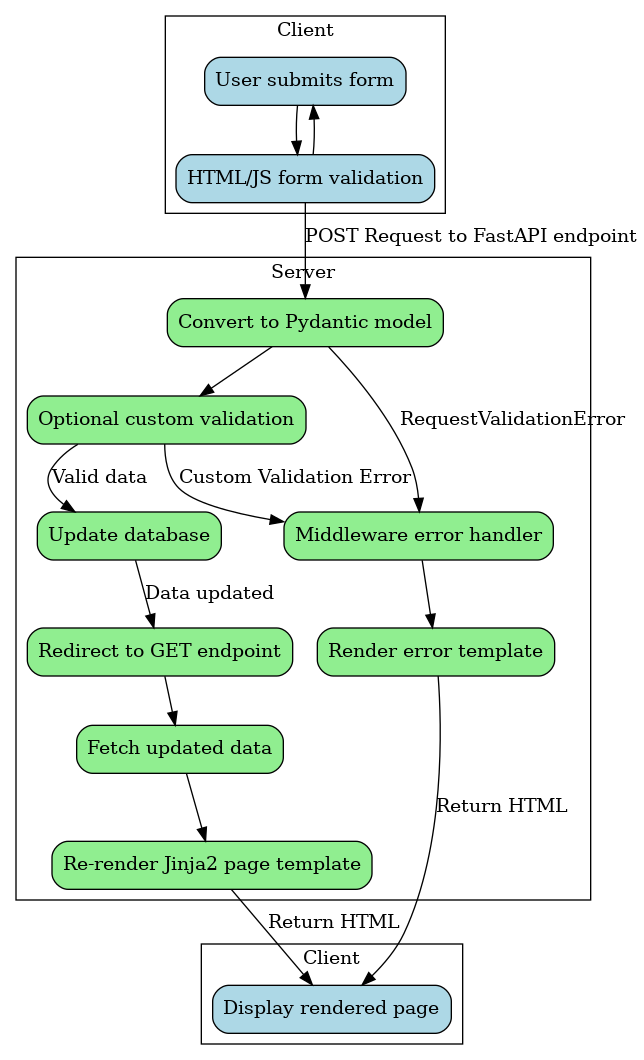 Client
User submits form
HTML/JS form validation
POST Request to FastAPI endpoint
Server
Convert to Pydantic model
Optional custom validation
RequestValidationError
Valid data
Custom Validation Error
Update database
Middleware error handler
Data updated
Redirect to GET endpoint
Render error template
Fetch updated data
Return HTML
Re-render Jinja2 page template
Return HTML
Client
Display rendered page